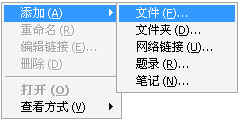 添加 (A)
重命名 (R)
编辑链接 (E)...
删除 (D)
打开 (O)
查看方式 (V)
文件 (F)...
文件夹 (D)...
网络链接 (U)...
题录 (R)...
笔记 (N)...